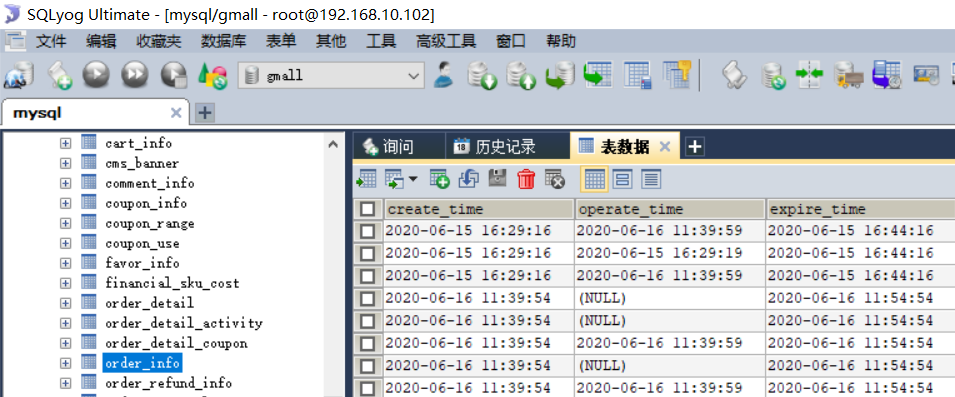 SQLyog Ultimate - [mysql/gmall - root@192.168.10.102]
文件 编辑 收藏夹 数据库 表单 其他 工具 高级工具 窗口 帮助
gmall
mysql
cart_info
cms_banner
comment_info
coupon_info
coupon_range
coupon_use
favor_info
financial_sku_cost
order_detail
order_detail_activity
order_detail_coupon
order_info
order_refund_info
询问 18 历史记录 表数据
create_time operate_time expire_time
2020-06-15 16:29:16 2020-06-16 11:39:59 2020-06-15 16:44:16
2020-06-15 16:29:16 2020-06-15 16:29:19 2020-06-15 16:44:16
2020-06-15 16:29:16 2020-06-16 11:39:59 2020-06-15 16:44:16
2020-06-16 11:39:54 (NULL) 2020-06-16 11:54:54
2020-06-16 11:39:54 (NULL) 2020-06-16 11:54:54
2020-06-16 11:39:54 2020-06-16 11:39:59 2020-06-16 11:54:54
2020-06-16 11:39:54 (NULL) 2020-06-16 11:54:54
2020-06-16 11:39:54 2020-06-16 11:39:59 2020-06-16 11:54:54